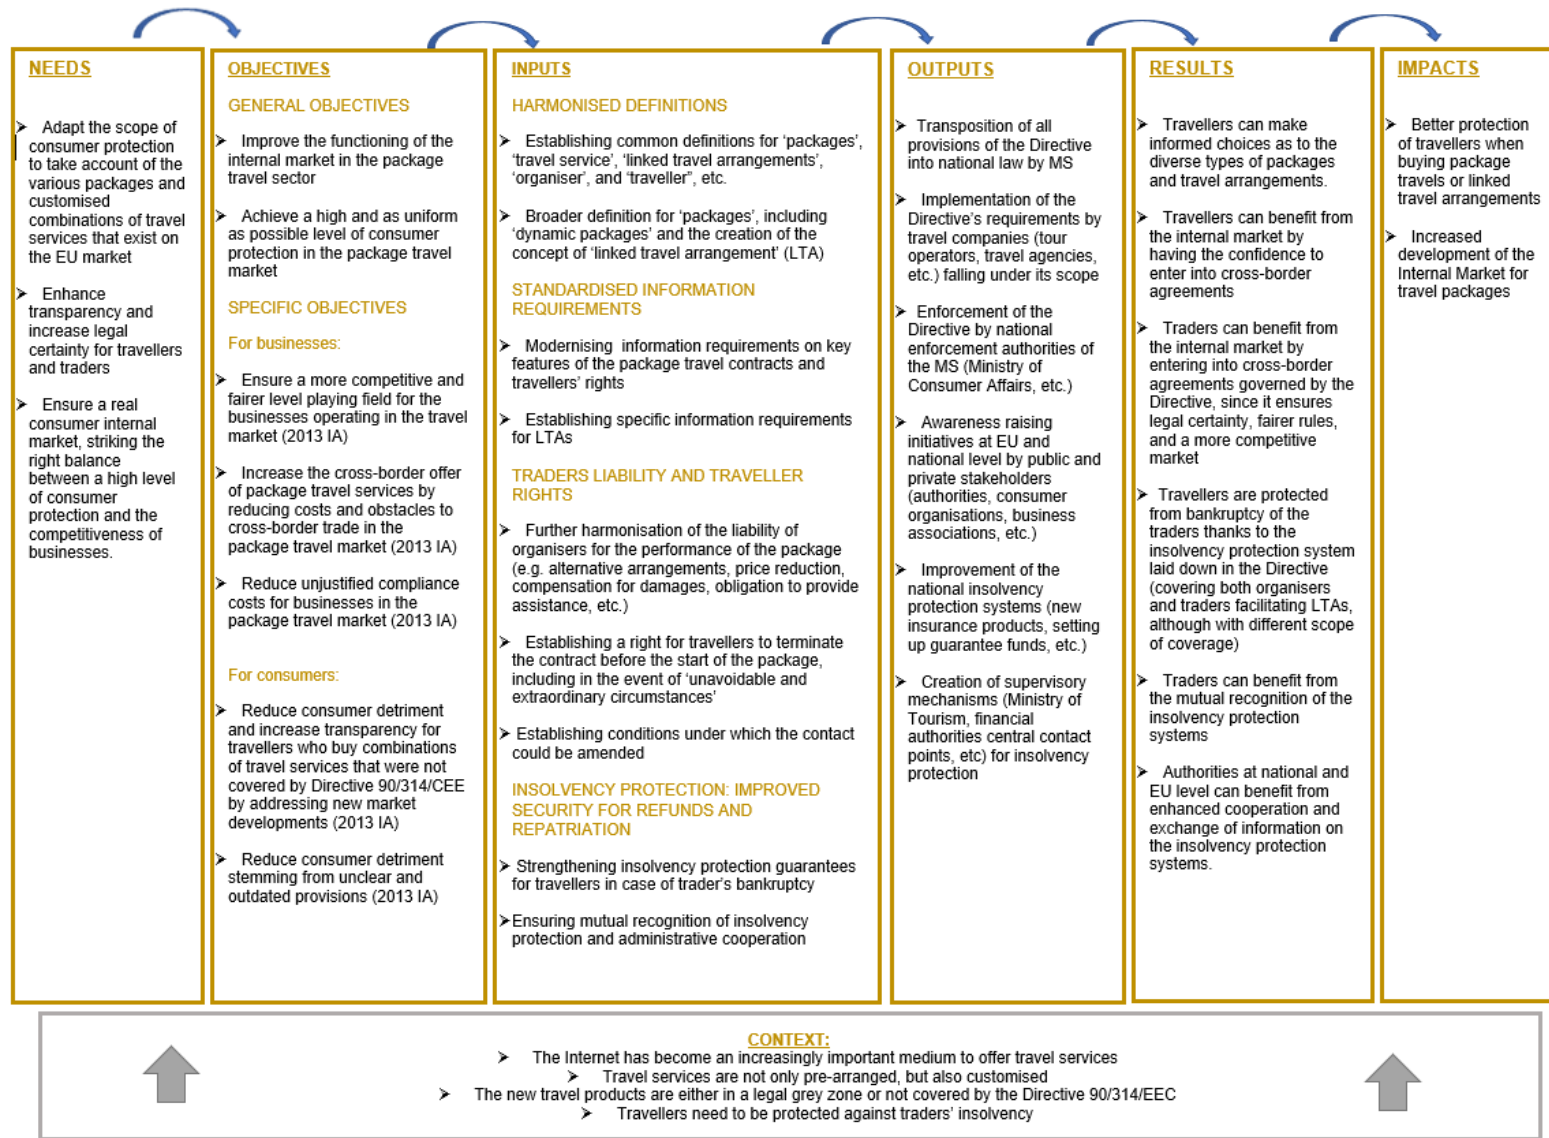 NEEDS
➤ Adapt the scope of
consumer protection
to take account of the
various packages and
customised
combinations of travel
services that exist on
the EU market
➤ Enhance
transparency and
increase legal
certainty for travellers
and traders
➤ Ensure a real
consumer internal
market, striking the
right balance
between a high level
of consumer
protection and the
competitiveness of
businesses.
OBJECTIVES
GENERAL OBJECTIVES
➤ Improve the functioning of the
internal market in the package
travel sector
➤ Achieve a high and as uniform
as possible level of consumer
protection in the package travel
market
SPECIFIC OBJECTIVES
For businesses:
➤ Ensure a more competitive and
fairer level playing field for the
businesses operating in the travel
market (2013 IA)
➤ Increase the cross-border offer
of package travel services by
reducing costs and obstacles to
cross-border trade in the
package travel market (2013 IA)
➤ Reduce unjustified compliance
costs for businesses in the
package travel market (2013 IA)
For consumers:
➤ Reduce consumer detriment
and increase transparency for
travellers who buy combinations
of travel services that were not
covered by Directive 90/314/CEE
by addressing new market
developments (2013 IA)
➤ Reduce consumer detriment
stemming from unclear and
outdated provisions (2013 IA)
INPUTS
HARMONISED DEFINITIONS
➤ Establishing common definitions for ‘packages’,
‘travel service’, ‘linked travel arrangements’,
‘organiser’, and ‘traveller”, etc.
➤ Broader definition for ‘packages’, including
‘dynamic packages’ and the creation of the
concept of ‘linked travel arrangement’ (LTA)
STANDARDISED INFORMATION
REQUIREMENTS
➤ Modernising information requirements on key
features of the package travel contracts and
travellers’ rights
➤ Establishing specific information requirements
for LTAs
TRADERS LIABILITY AND TRAVELLER
RIGHTS
➤ Further harmonisation of the liability of
organisers for the performance of the package
(e.g. alternative arrangements, price reduction,
compensation for damages, obligation to provide
assistance, etc.)
➤ Establishing a right for travellers to terminate
the contract before the start of the package,
including in the event of ‘unavoidable and
extraordinary circumstances’
➤ Establishing conditions under which the contact
could be amended
INSOLVENCY PROTECTION: IMPROVED
SECURITY FOR REFUNDS AND
REPATRIATION
➤ Strengthening insolvency protection guarantees
for travellers in case of trader’s bankruptcy
➤ Ensuring mutual recognition of insolvency
protection and administrative cooperation
OUTPUTS
➤ Transposition of all
provisions of the Directive
into national law by MS
➤ Implementation of the
Directive’s requirements by
travel companies (tour
operators, travel agencies,
etc.) falling under its scope
➤ Enforcement of the
Directive by national
enforcement authorities of
the MS (Ministry of
Consumer Affairs, etc.)
➤ Awareness raising
initiatives at EU and
national level by public and
private stakeholders
(authorities, consumer
organisations, business
associations, etc.)
➤ Improvement of the
national insolvency
protection systems (new
insurance products, setting
up guarantee funds, etc.)
➤ Creation of supervisory
mechanisms (Ministry of
Tourism, financial
authorities central contact
points, etc) for insolvency
protection
RESULTS
➤ Travellers can make
informed choices as to the
diverse types of packages
and travel arrangements.
➤ Travellers can benefit from
the internal market by
having the confidence to
enter into cross-border
agreements
➤ Traders can benefit from
the internal market by
entering into cross-border
agreements governed by the
Directive, since it ensures
legal certainty, fairer rules,
and a more competitive
market
➤ Travellers are protected
from bankruptcy of the
traders thanks to the
insolvency protection system
laid down in the Directive
(covering both organisers
and traders facilitating LTAs,
although with different scope
of coverage)
➤ Traders can benefit from
the mutual recognition of the
insolvency protection
systems
➤ Authorities at national and
EU level can benefit from
enhanced cooperation and
exchange of information on
the insolvency protection
systems.
IMPACTS
➤ Better protection
of travellers when
buying package
travels or linked
travel arrangements
➤ Increased
development of the
Internal Market for
travel packages
CONTEXT:
➤ The Internet has become an increasingly important medium to offer travel services
➤ Travel services are not only pre-arranged, but also customised
➤ The new travel products are either in a legal grey zone or not covered by the Directive 90/314/EEC
➤ Travellers need to be protected against traders’ insolvency